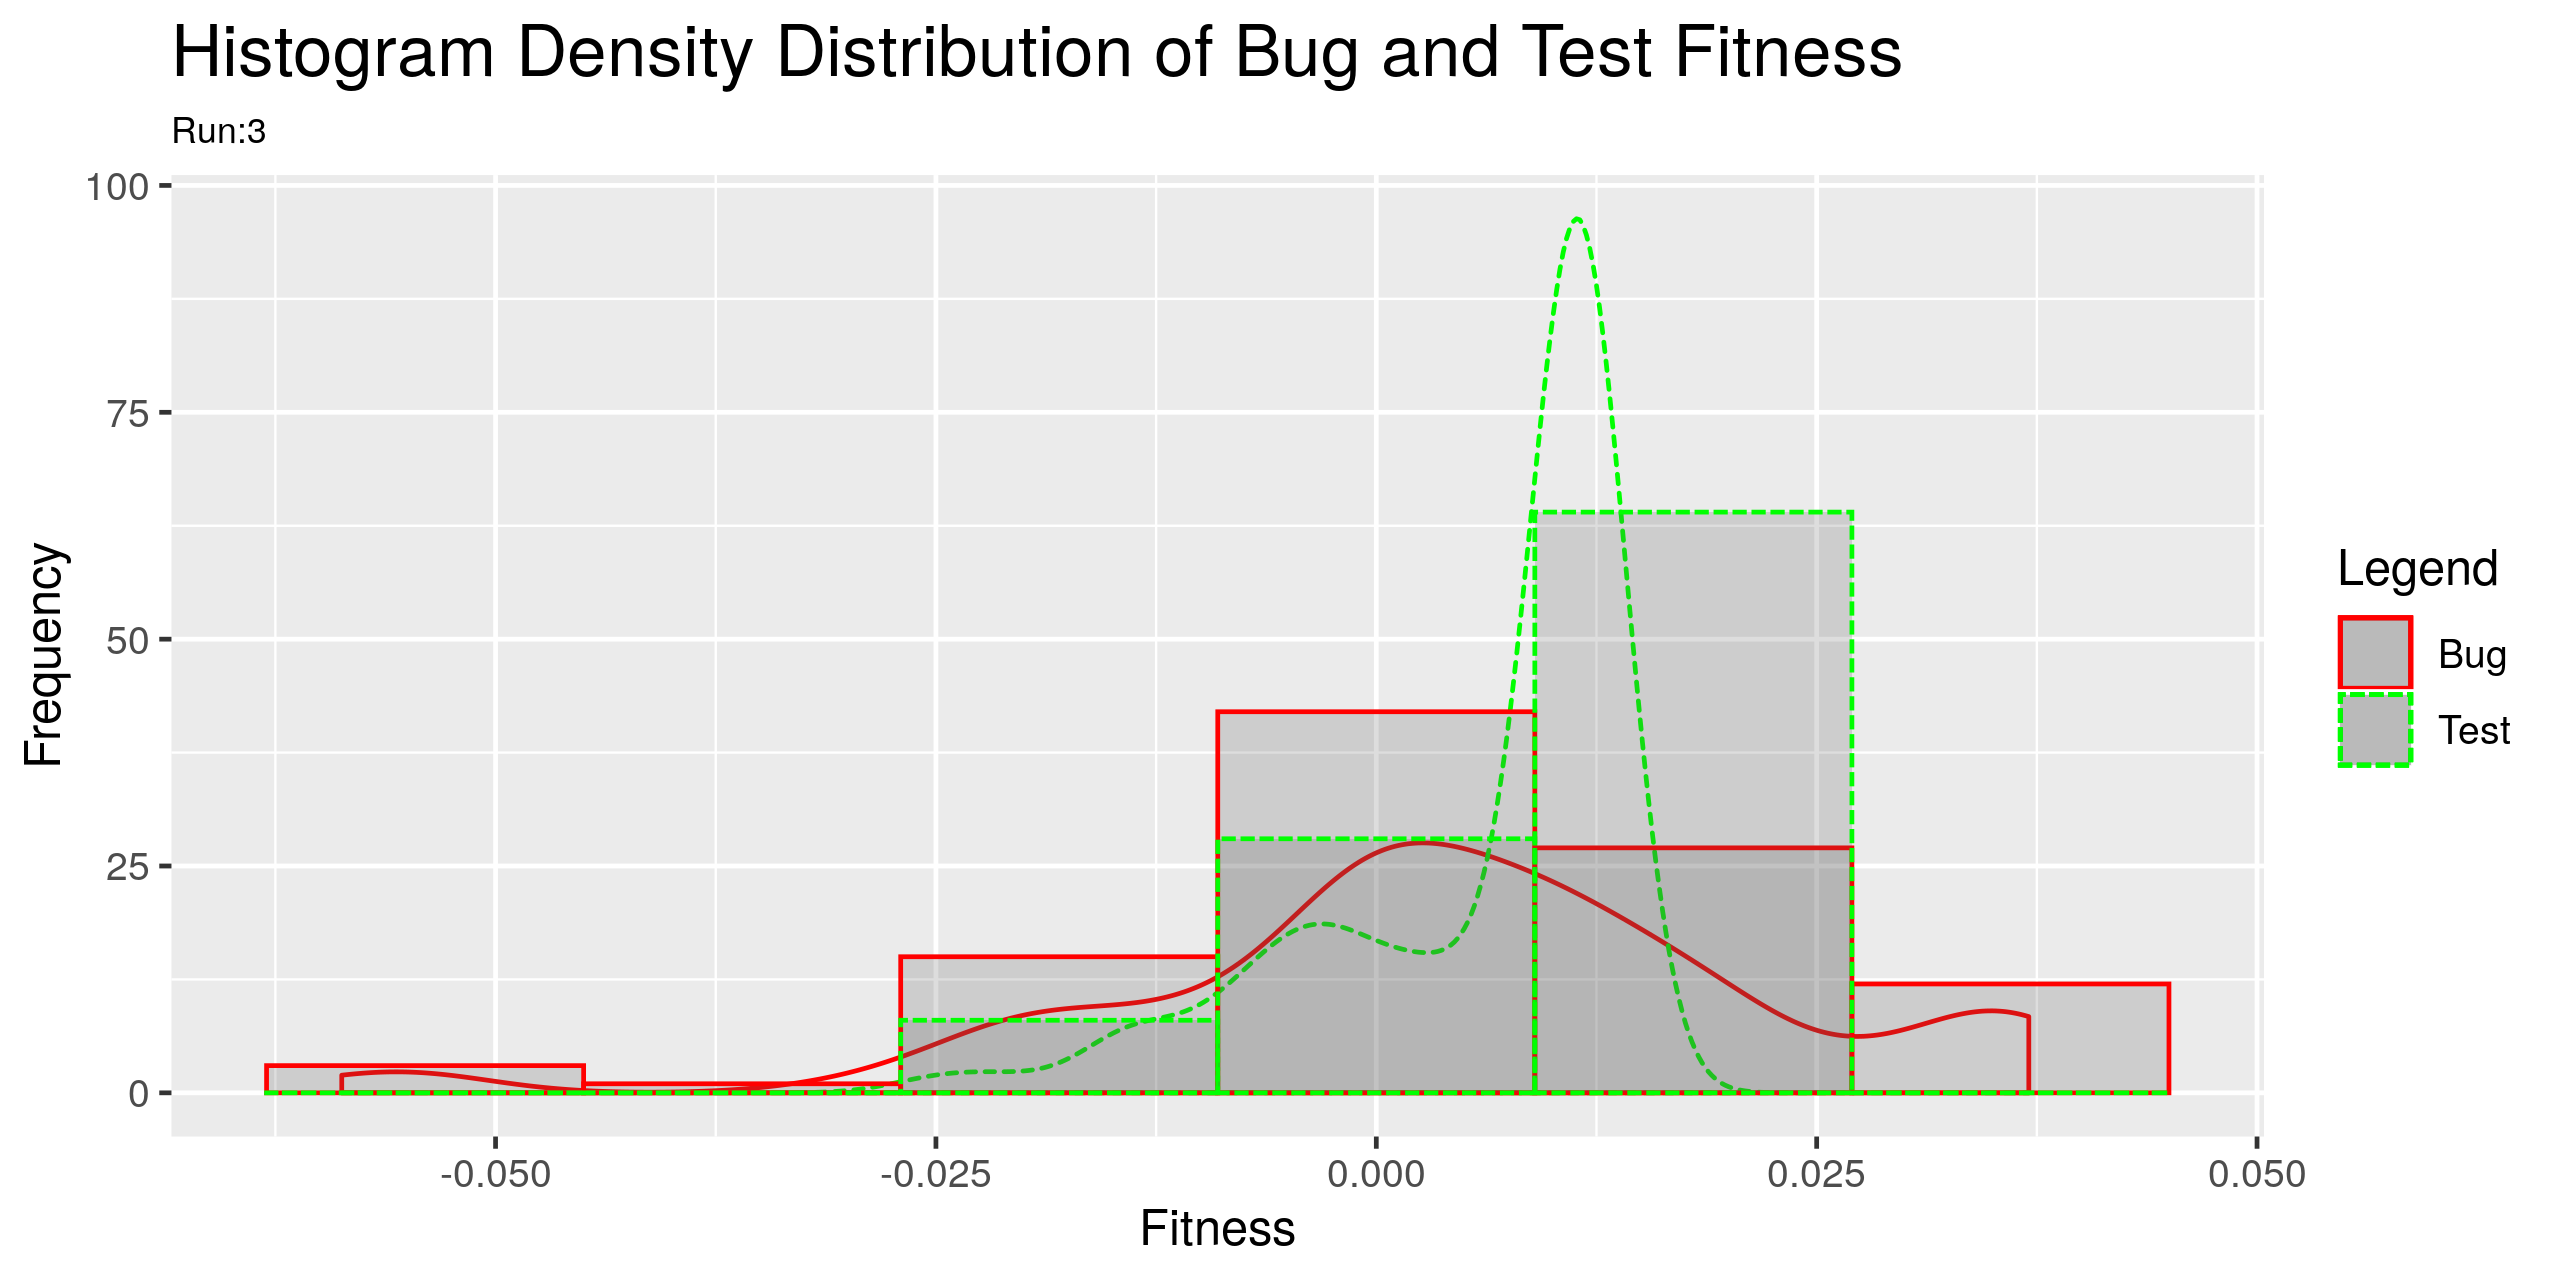 Histogram Density Distribution of Bug and Test Fitness
Run:3
100
75
50
25
0
Frequency
-0.050
-0.025
0.000
0.025
0.050
Fitness
Legend
Bug
Test